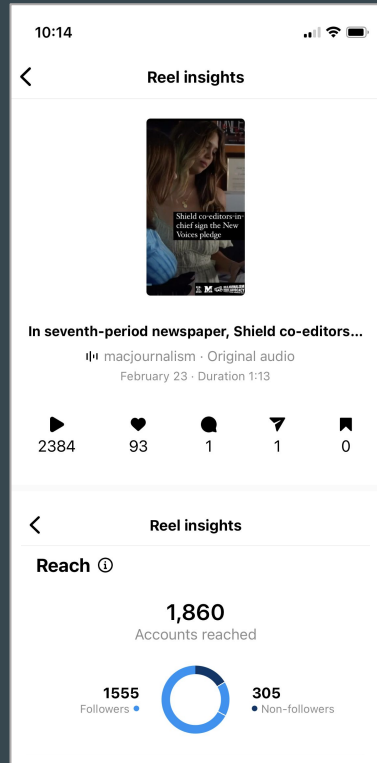 10:14
Reel insights
Shield co-editors-in-
chief sign the New
Voices pledge
In seventh-period newspaper, Shield co-editors...
macjournalism · Original audio
February 23 · Duration 1:13
2384 93 1 1 0
Reel insights
Reach
1,860
Accounts reached
1555 305
Followers Non-followers